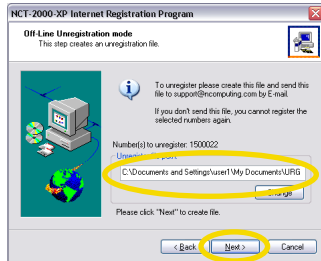 NCT-2000-XP Internet Registration Program
Off-Line Unregistration mode
This step creates an unregistration file.
To unregister please create this file and send this
file to support@ncomputing.com by E-mail.
If you don't send this file, you cannot register the
selected numbers again.
Number(s) to unregister: 1500022
C:\Documents and Settings\user1\My Documents\URG
Change
Please click "Next" to create file.
< Back
Next >
Cancel